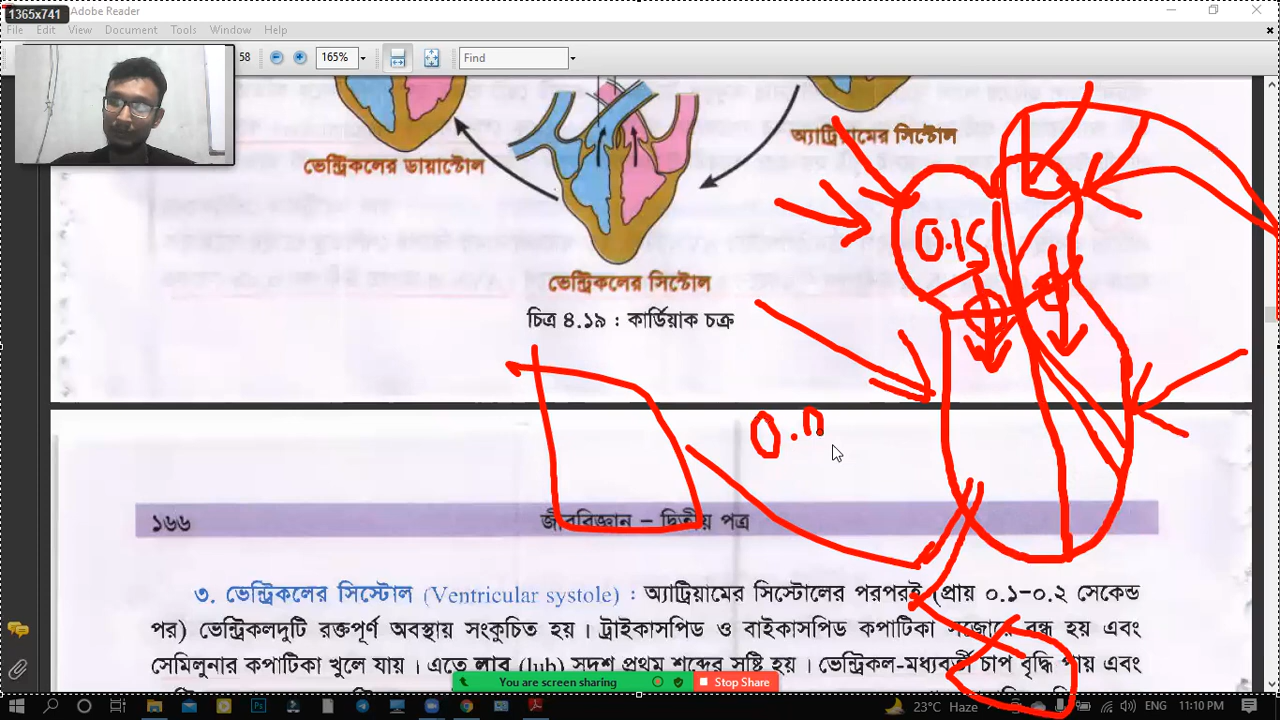 1365x741
Adobe Reader
File Edit View Document Tools Window Help
58 165% Find
অ্যাট্রিয়ামের সিস্টোল
ভেন্ট্রিকলের ডায়াস্টোল
0.15
ভেন্ট্রিকলের সিস্টোল
চিত্র ৪.১৯ : কার্ডিয়াক চক্র
১৬৬ জীববিজ্ঞান – দ্বিতীয় পত্র
৩. ভেন্ট্রিকলের সিস্টোল (Ventricular systole) : অ্যাট্রিয়ামের সিস্টোলের পরপরই (প্রায় ০.১-০.২ সেকেন্ড
পর) ভেন্ট্রিকলদুটি রক্তপূর্ণ অবস্থায় সংকুচিত হয়। ট্রাইকাসপিড ও বাইকাসপিড কপাটিকা সজোরে বন্ধ হয় এবং
সেমিলুনার কপাটিকা খুলে যায়। এতে লাব (lub) সদৃশ প্রথম শব্দের সৃষ্টি হয়। ভেন্ট্রিকল-মধ্যবর্তী চাপ বৃদ্ধি পায় এবং
You are screen sharing Stop Share
23°C Haze ENG 11:10 PM